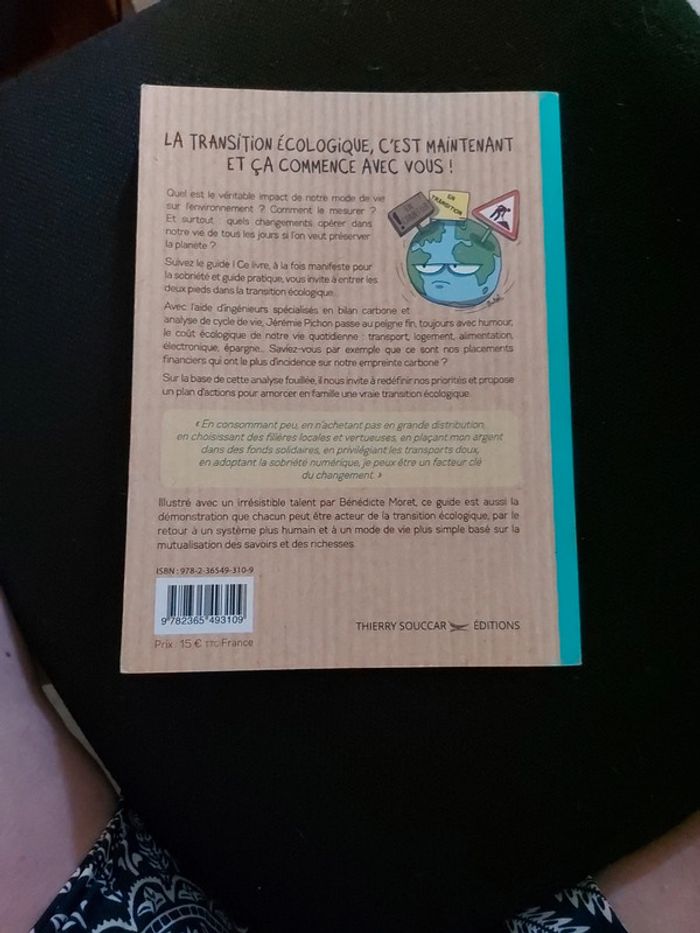 LA TRANSITION ÉCOLOGIQUE, C'EST MAINTENANT
ET ÇA COMMENCE AVEC VOUS !
EN
TRANSITION
Quel est le véritable impact de notre mode de vie
sur l'environnement ? Comment le mesurer ?
Et surtout : quels changements opérer dans
notre vie de tous les jours si l'on veut préserver
la planète ?
Suivez le guide ! Ce livre, à la fois manifeste pour
la sobriété et guide pratique, vous invite à entrer les
deux pieds dans la transition écologique.
Avec l'aide d'ingénieurs spécialisés en bilan carbone et
analyse de cycle de vie, Jérémie Pichon passe au peigne fin, toujours avec humour,
le coût écologique de notre vie quotidienne : transport, logement, alimentation,
électronique, épargne... Saviez-vous par exemple que ce sont nos placements
financiers qui ont le plus d'incidence sur notre empreinte carbone ?
Sur la base de cette analyse fouillée, il nous invite à redéfinir nos priorités et propose
un plan d'actions pour amorcer en famille une vraie transition écologique.
« En consommant peu, en n'achetant pas en grande distribution,
en choisissant des filières locales et vertueuses, en plaçant mon argent
dans des fonds solidaires, en privilégiant les transports doux,
en adoptant la sobriété numérique, je peux être un facteur clé
du changement. »
Illustré avec un irrésistible talent par Bénédicte Moret, ce guide est aussi la
démonstration que chacun peut être acteur de la transition écologique, par le
retour à un système plus humain et à un mode de vie plus simple basé sur la
mutualisation des savoirs et des richesses.
ISBN : 978-2-36549-310-9
9 782365 493109
THIERRY SOUCCAR ÉDITIONS
Prix : 15 € TTC France